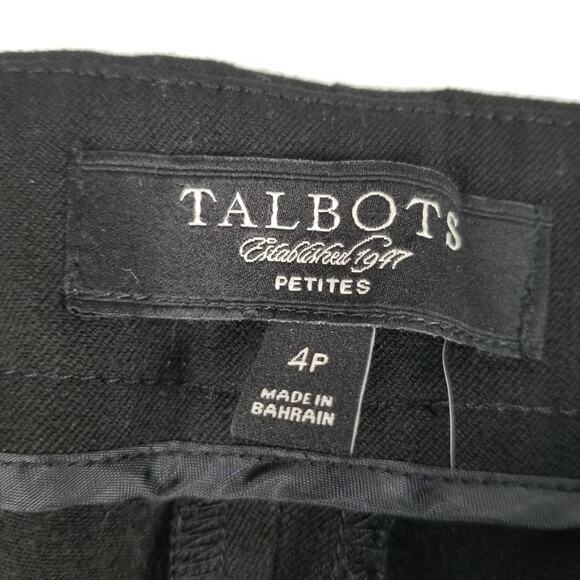 TALBOTS
Established 1947
PETITES
4P
MADE IN
BAHRAIN